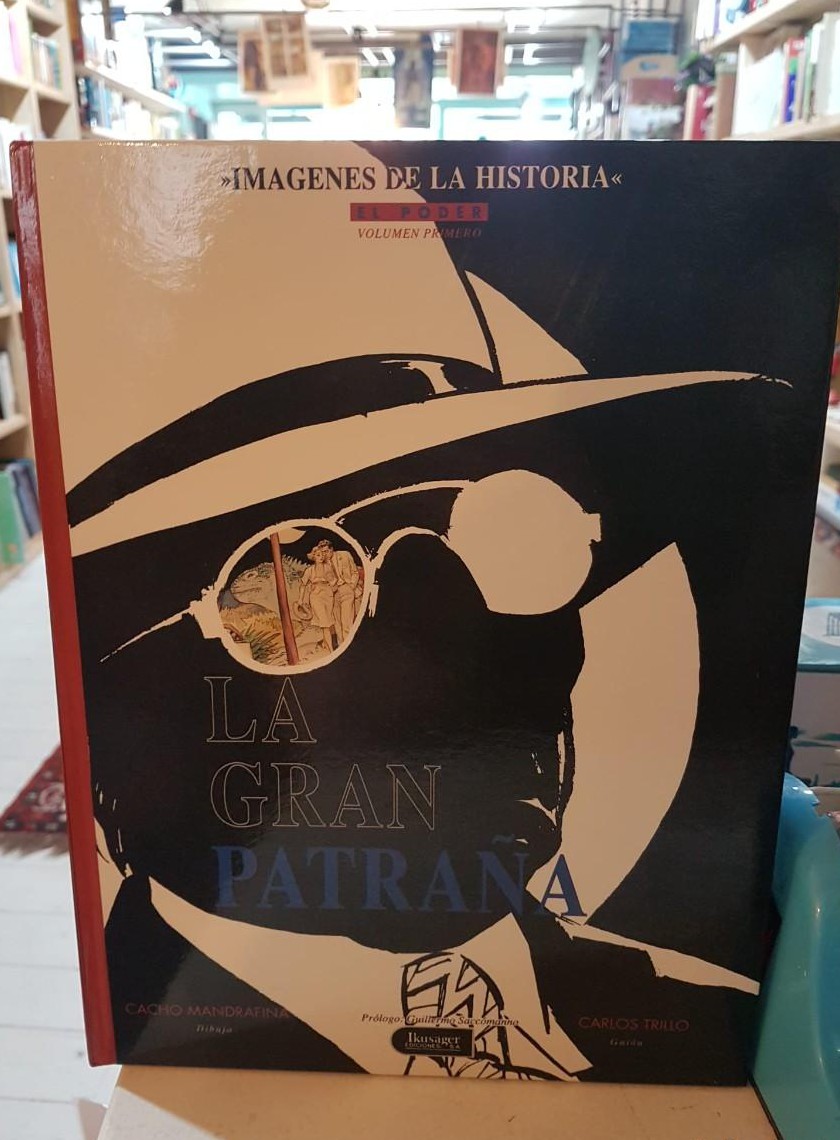 »IMAGENES DE LA HISTORIA«
EL PODER
VOLUMEN PRIMERO
LA
GRAN
PATRAÑA
CACHO MANDRAFINA
Dibujo
Prólogo: Guillermo Saccomanno
CARLOS TRILLO
Guión
Ikusager
EDICIONES, S.A.